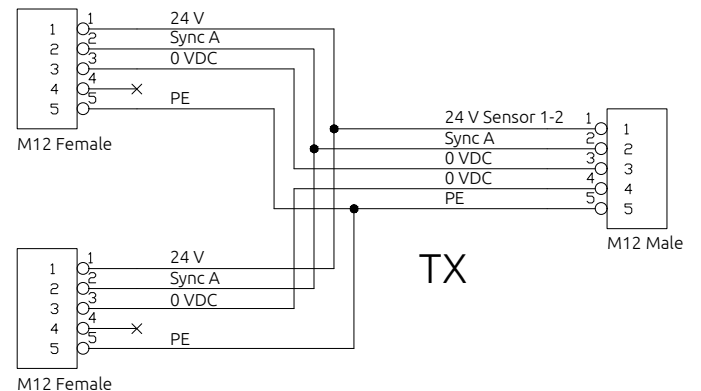 1 1 24 V
2 2 Sync A
3 3 0 VDC
4 4
5 5 PE
M12 Female
24 V Sensor 1-2 1 1
Sync A 2 2
0 VDC 3 3
0 VDC 4 4
PE 5 5
M12 Male
TX
1 1 24 V
2 2 Sync A
3 3 0 VDC
4 4
5 5 PE
M12 Female